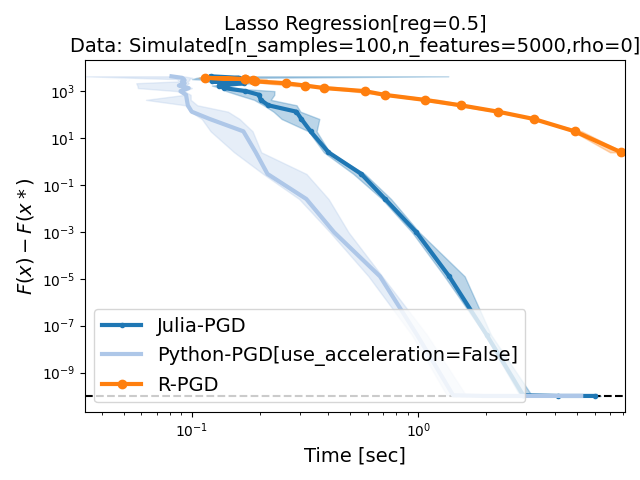 Lasso Regression[reg=0.5]
Data: Simulated[n_samples=100,n_features=5000,rho=0]
F(x) − F(x*)
10³
10¹
10⁻¹
10⁻³
10⁻⁵
10⁻⁷
10⁻⁹
Julia-PGD
Python-PGD[use_acceleration=False]
R-PGD
10⁻¹ 10⁰
Time [sec]